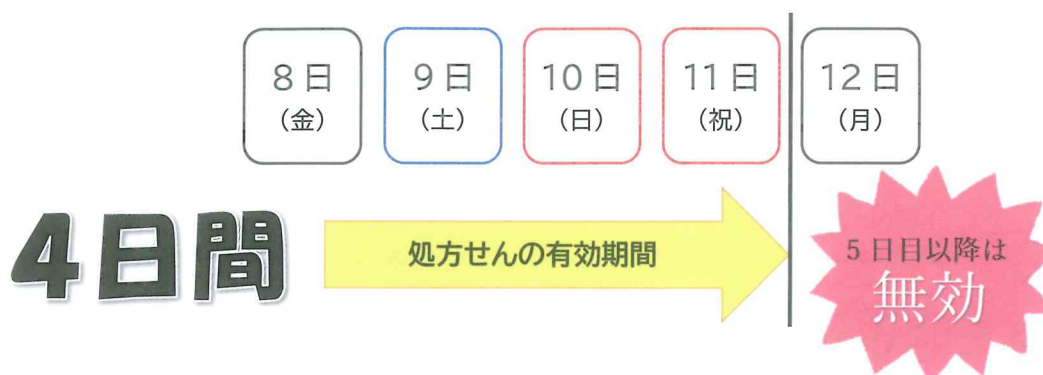 8日
(金)
9日
(土)
10日
(日)
11日
(祝)
12日
(月)
4日間
処方せんの有効期間
5日目以降は
無効